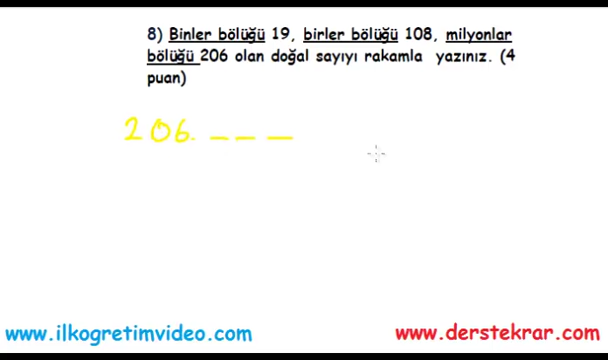 8) Binler bölüğü 19, birler bölüğü 108, milyonlar
bölüğü 206 olan doğal sayıyı rakamla yazınız. (4
puan)
206. _ _ _
www.ilkogretimvideo.com
www.derstekrar.com